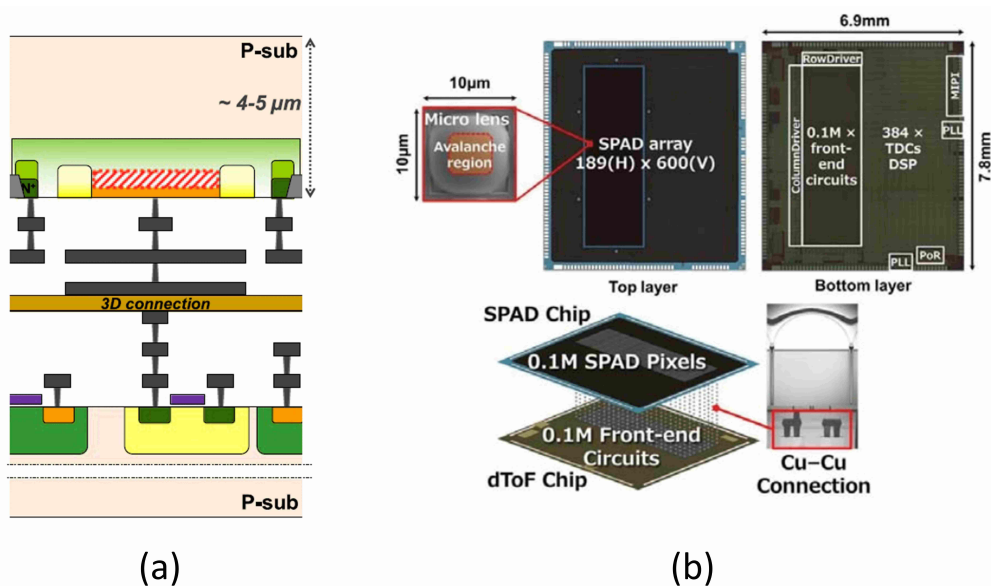 P-sub
~ 4-5 µm
N+
3D connection
P-sub
(a)
10µm
10µm
Micro lens
Avalanche
region
SPAD array
189(H) x 600(V)
Top layer
6.9mm
7.8mm
RowDriver
ColumnDriver
0.1M ×
front-
end
circuits
384 ×
TDCs
DSP
MIPI
PLL
PLL
PoR
Bottom layer
SPAD Chip
0.1M SPAD Pixels
0.1M Front-end
Circuits
dToF Chip
Cu–Cu
Connection
(b)